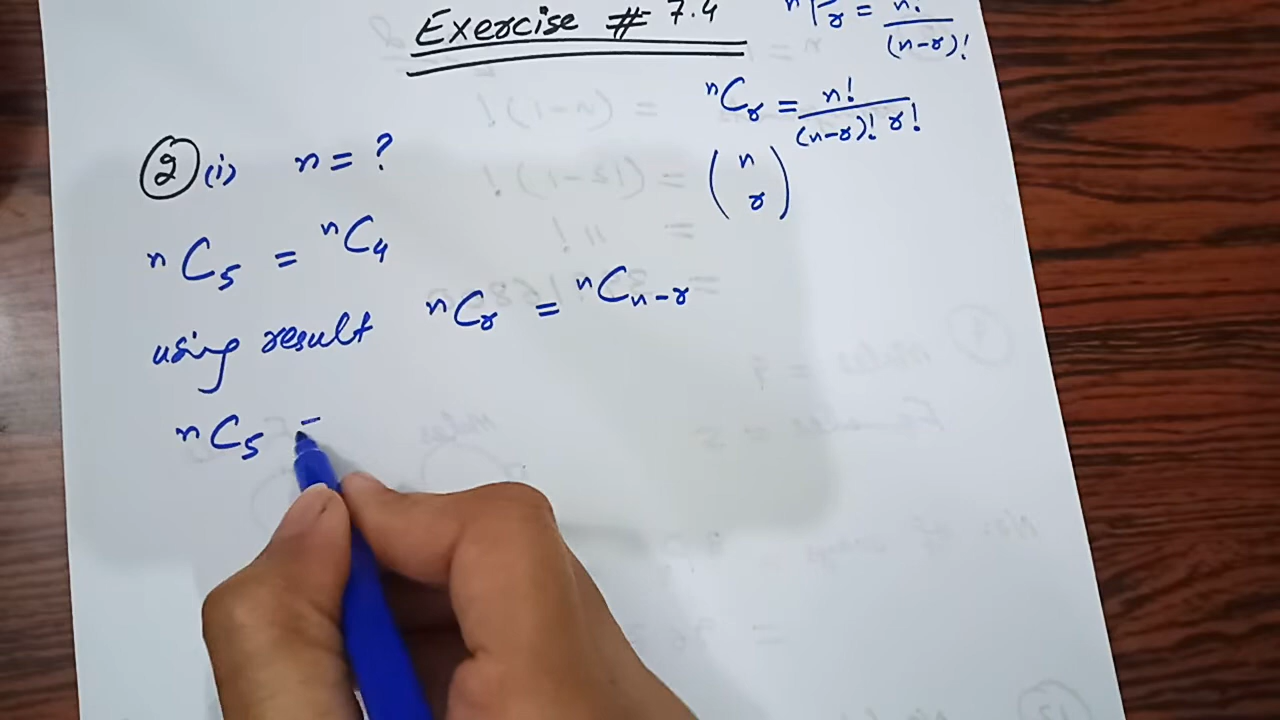 Exercise # 7.4
ⁿPᵣ = n! / (n-r)!
ⁿCᵣ = n! / (n-r)! r!
(n r)
② (i) n = ?
ⁿC₅ = ⁿC₄
using result ⁿCᵣ = ⁿCₙ₋ᵣ
ⁿC₅ =